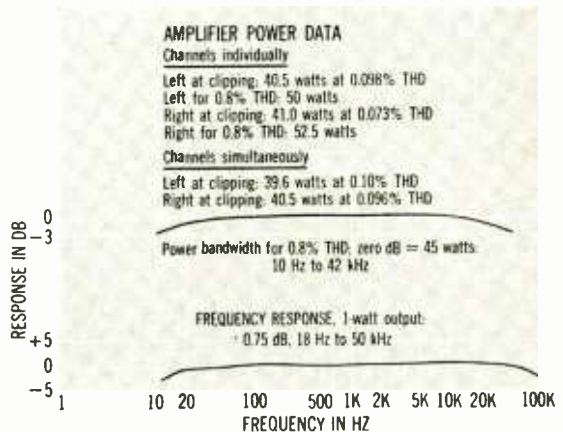 AMPLIFIER POWER DATA
Channels individually
Left at clipping: 40.5 watts at 0.098% THD
Left for 0.8% THD: 50 watts
Right at clipping: 41.0 watts at 0.073% THD
Right for 0.8% THD: 52.5 watts
Channels simultaneously
Left at clipping: 39.6 watts at 0.10% THD
Right at clipping: 40.5 watts at 0.096% THD
0
−3
Power bandwidth for 0.8% THD; zero dB = 45 watts:
10 Hz to 42 kHz
RESPONSE IN DB
FREQUENCY RESPONSE, 1-watt output:
0.75 dB, 18 Hz to 50 kHz
+5
0
−5
1 10 20 100 500 1K 2K 5K 10K 20K 100K
FREQUENCY IN HZ